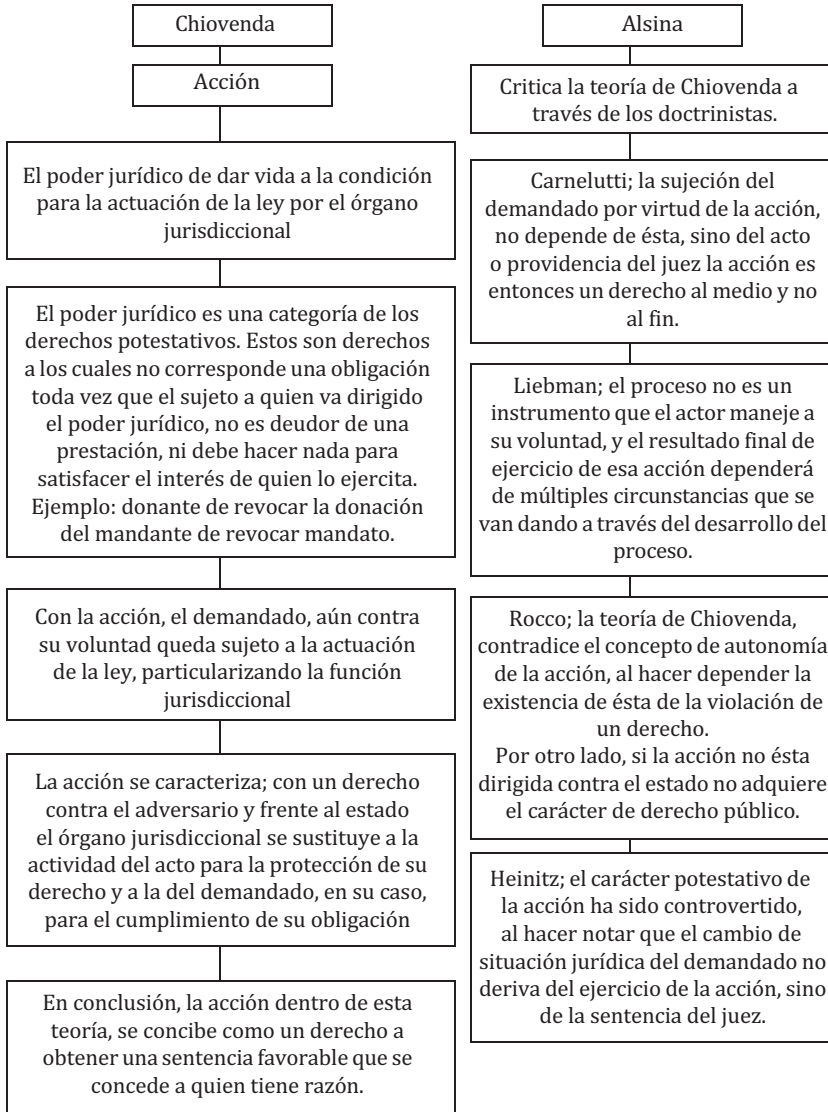 Chiovenda
Acción
El poder jurídico de dar vida a la condición
para la actuación de la ley por el órgano
jurisdiccional
El poder jurídico es una categoría de los
derechos potestativos. Estos son derechos
a los cuales no corresponde una obligación
toda vez que el sujeto a quien va dirigido
el poder jurídico, no es deudor de una
prestación, ni debe hacer nada para
satisfacer el interés de quien lo ejercita.
Ejemplo: donante de revocar la donación
del mandante de revocar mandato.
Con la acción, el demandado, aún contra
su voluntad queda sujeto a la actuación
de la ley, particularizando la función
jurisdiccional
La acción se caracteriza; con un derecho
contra el adversario y frente al estado
el órgano jurisdiccional se sustituye a la
actividad del acto para la protección de su
derecho y a la del demandado, en su caso,
para el cumplimiento de su obligación
En conclusión, la acción dentro de esta
teoría, se concibe como un derecho a
obtener una sentencia favorable que se
concede a quien tiene razón.
Alsina
Critica la teoría de Chiovenda a
través de los doctrinistas.
Carnelutti; la sujeción del
demandado por virtud de la acción,
no depende de ésta, sino del acto
o providencia del juez la acción es
entonces un derecho al medio y no
al fin.
Liebman; el proceso no es un
instrumento que el actor maneje a
su voluntad, y el resultado final de
ejercicio de esa acción dependerá
de múltiples circunstancias que se
van dando a través del desarrollo del
proceso.
Rocco; la teoría de Chiovenda,
contradice el concepto de autonomía
de la acción, al hacer depender la
existencia de ésta de la violación de
un derecho.
Por otro lado, si la acción no ésta
dirigida contra el estado no adquiere
el carácter de derecho público.
Heinitz; el carácter potestativo de
la acción ha sido controvertido,
al hacer notar que el cambio de
situación jurídica del demandado no
deriva del ejercicio de la acción, sino
de la sentencia del juez.